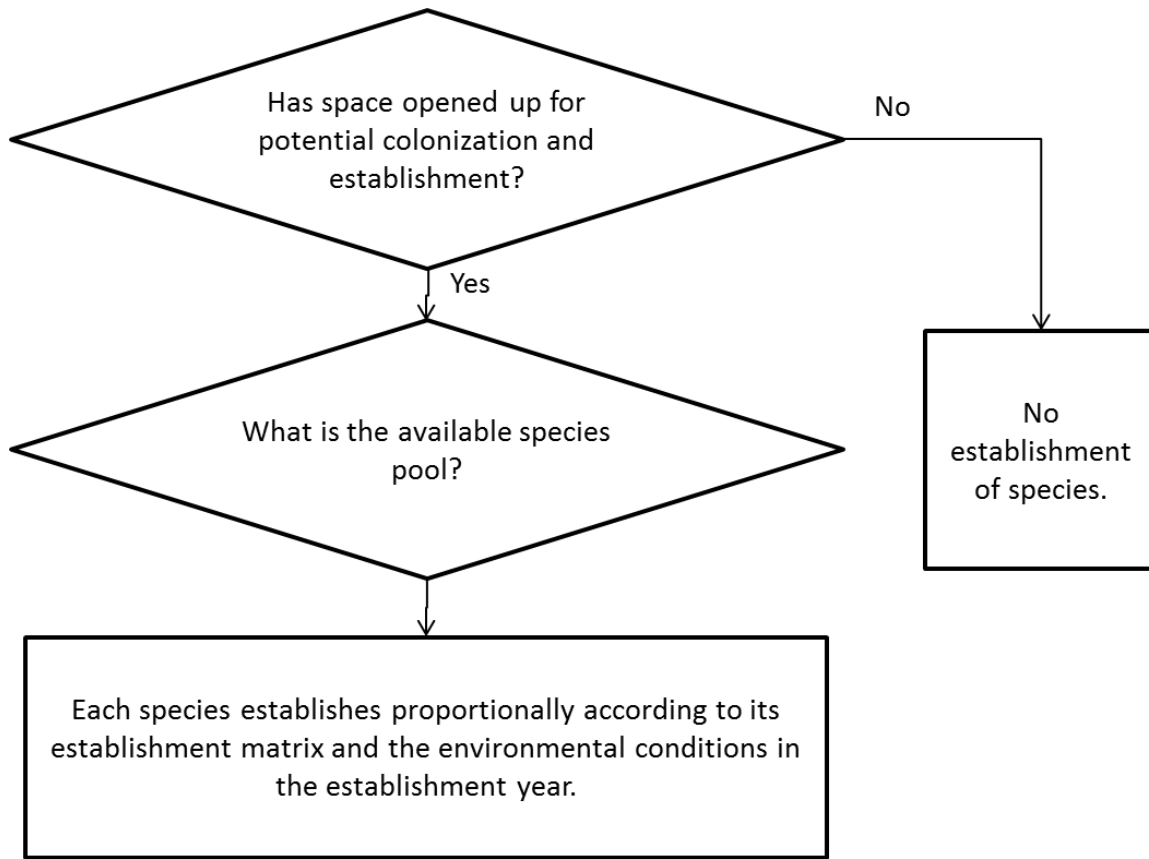 Has space opened up for
potential colonization and
establishment?
No
Yes
What is the available species
pool?
No
establishment
of species.
Each species establishes proportionally according to its
establishment matrix and the environmental conditions in
the establishment year.